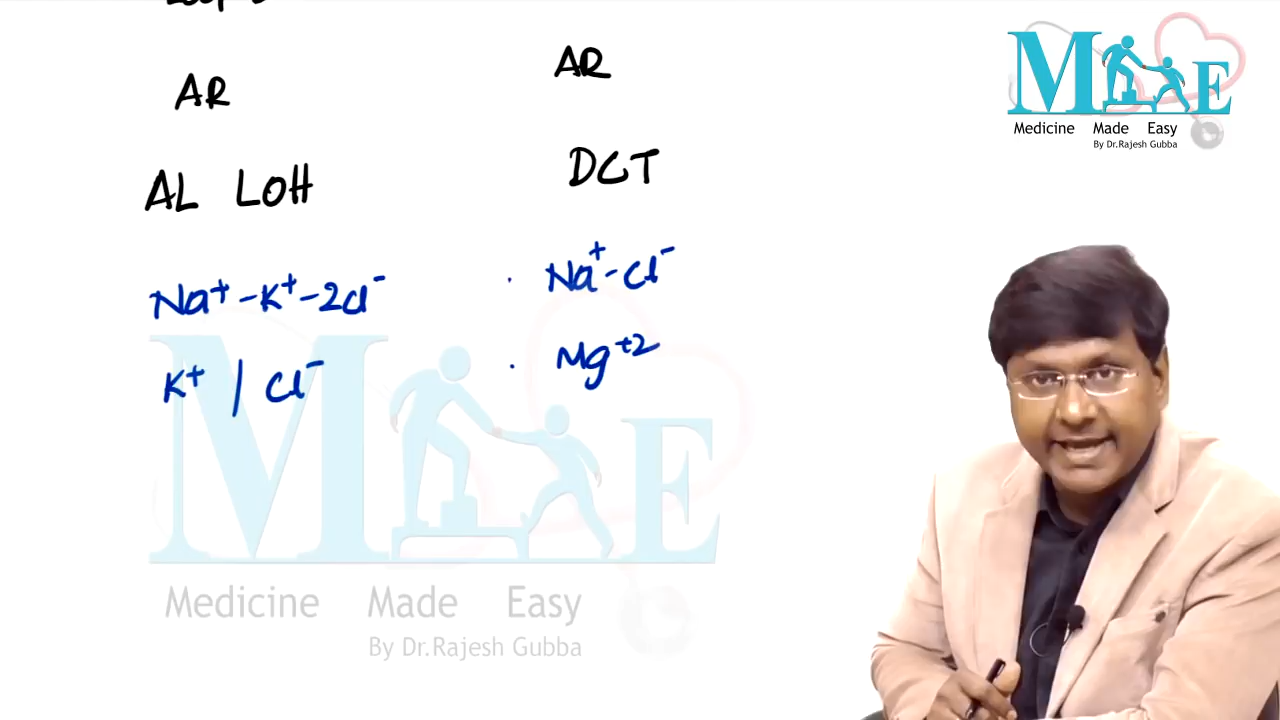 AR
AL LOH
Na+ -K+ -2Cl-
K+ / Cl-
AR
DCT
· Na+ -Cl-
· Mg+2
M E
Medicine Made Easy
By Dr.Rajesh Gubba
M E
Medicine Made Easy
By Dr.Rajesh Gubba